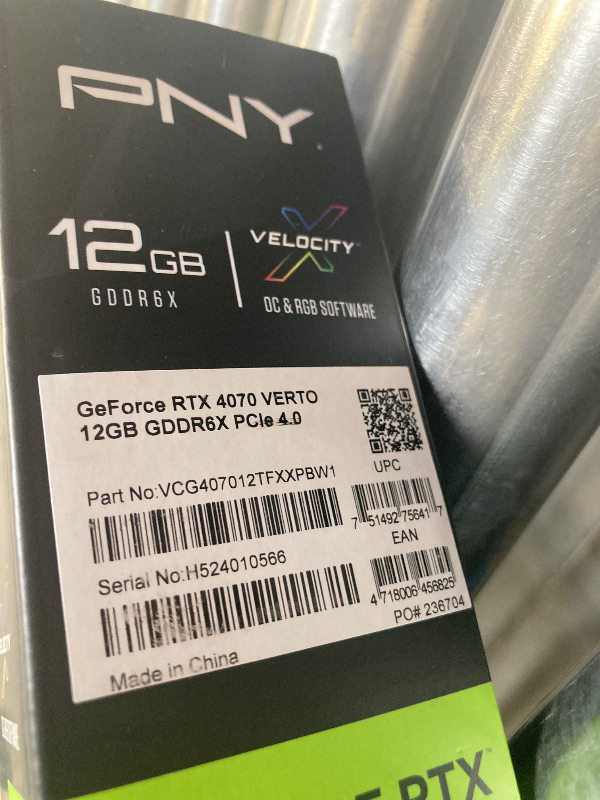 PNY
12GB
GDDR6X
VELOCITY
OC & RGB SOFTWARE
GeForce RTX 4070 VERTO
12GB GDDR6X PCIe 4.0
UPC
Part No:VCG407012TFXXPBW1
7 51492 75641 7
EAN
Serial No:H524010566
4 718006 456825
PO# 236704
Made in China
RTX™